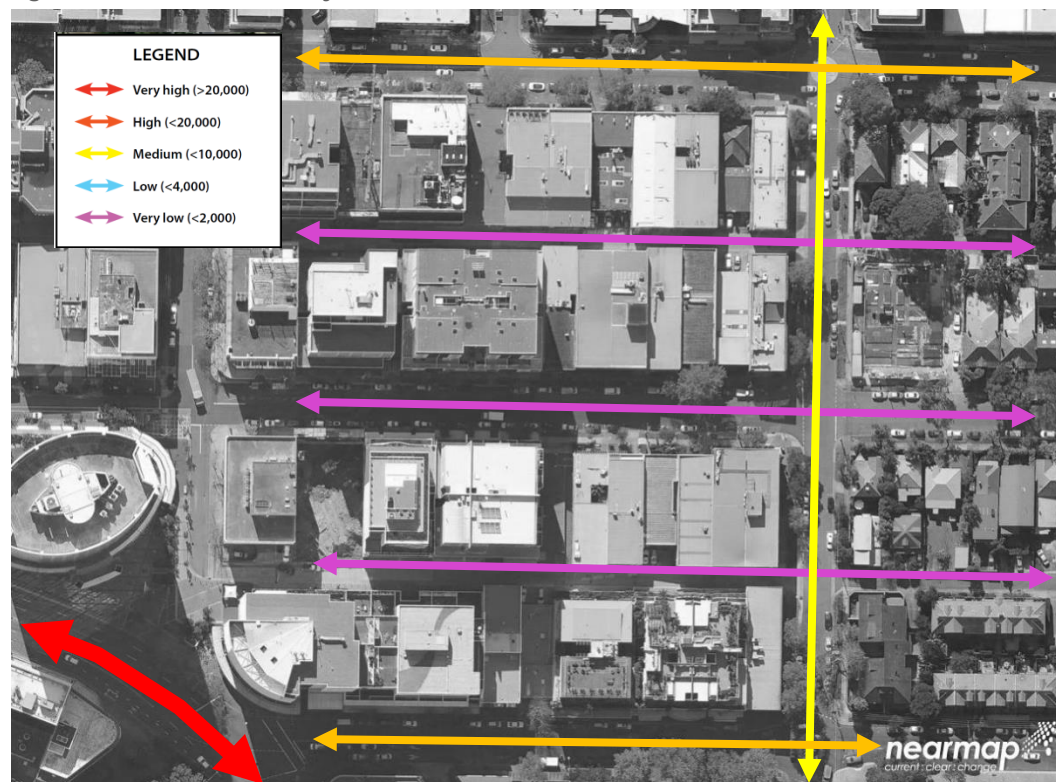 LEGEND
Very high (>20,000)
High (<20,000)
Medium (<10,000)
Low (<4,000)
Very low (<2,000)
nearmap
current:clear:change